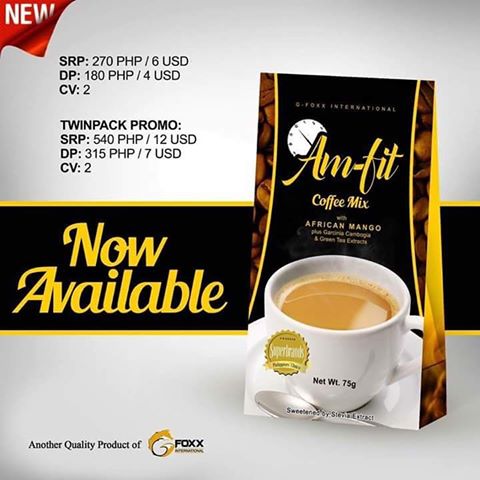 NEW
SRP: 270 PHP / 6 USD
DP: 180 PHP / 4 USD
CV: 2
TWINPACK PROMO:
SRP: 540 PHP / 12 USD
DP: 315 PHP / 7 USD
CV: 2
Now
Available
G-FOXX INTERNATIONAL
Am-fit
Coffee Mix
with
AFRICAN MANGO
plus Garcinia Cambogia
& Green Tea Extracts
Superbrands
Net Wt. 75g
Sweetened by Stevia Extract
Another Quality Product of
FOXX
INTERNATIONAL